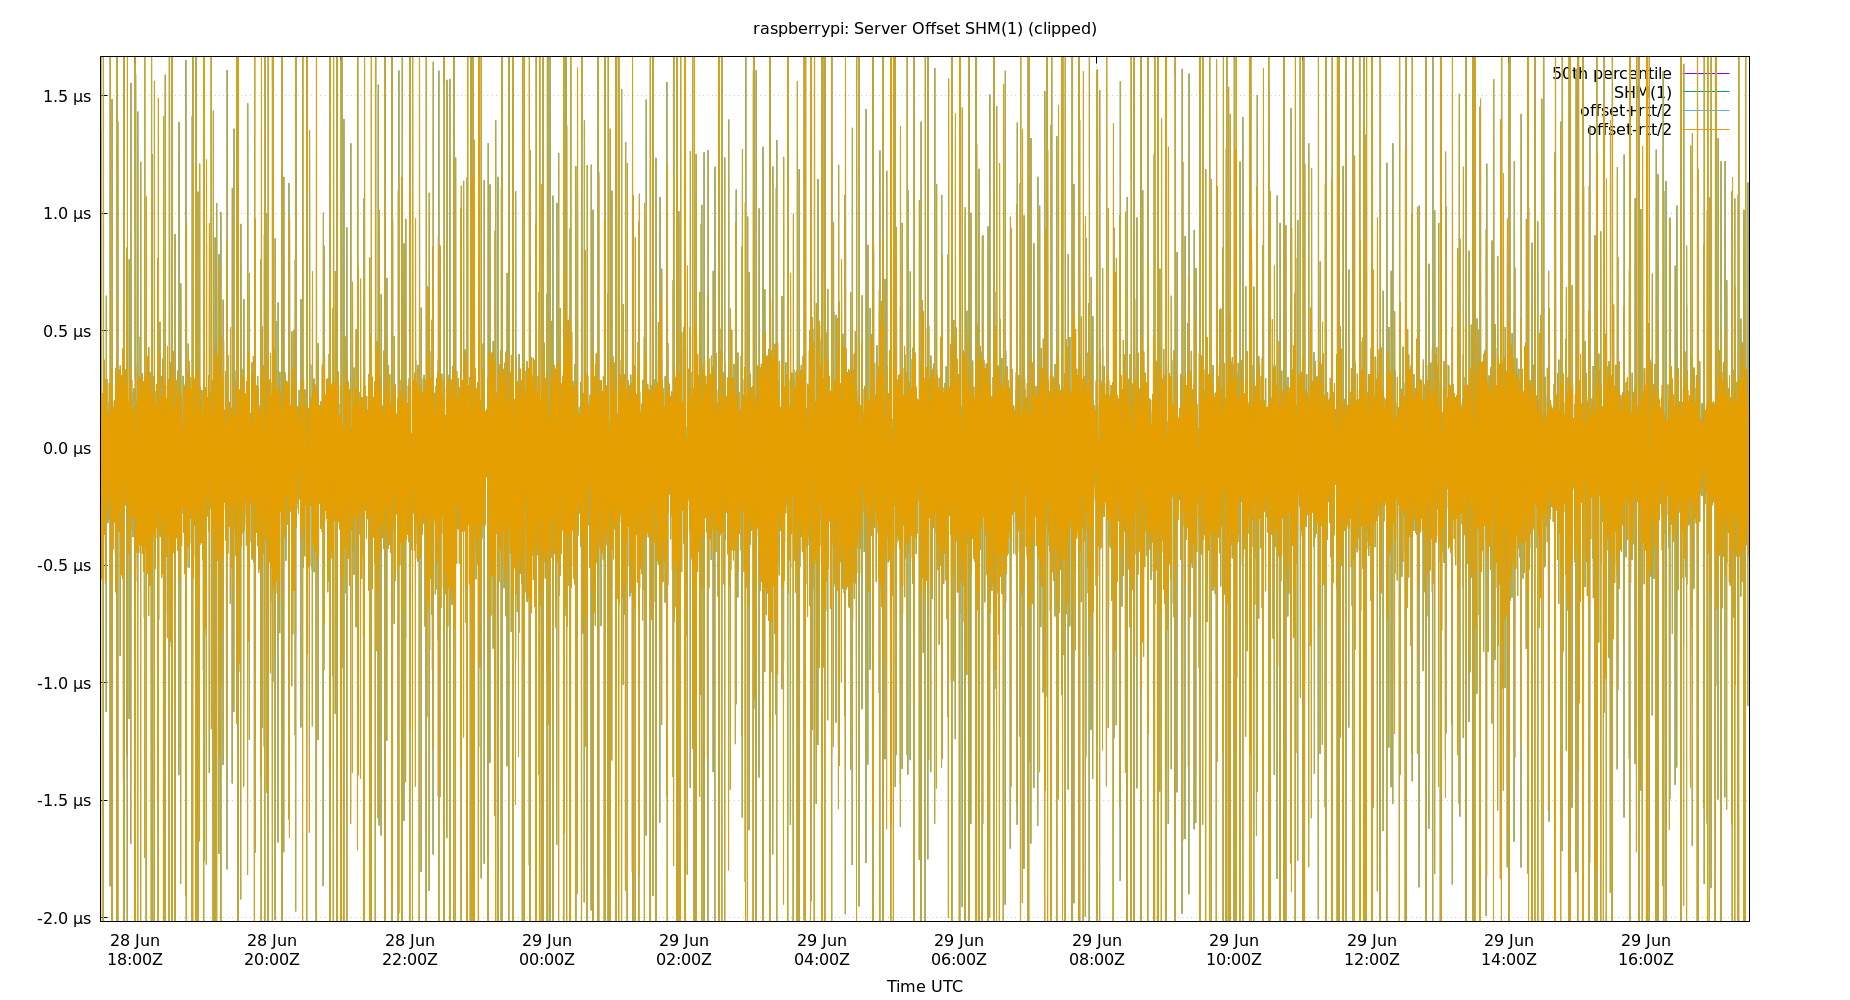 raspberrypi: Server Offset SHM(1) (clipped)
50th percentile
SHM(1)
offset+rtt/2
offset-rtt/2
1.5 µs
1.0 µs
0.5 µs
0.0 µs
-0.5 µs
-1.0 µs
-1.5 µs
-2.0 µs
28 Jun 28 Jun 28 Jun 29 Jun 29 Jun 29 Jun 29 Jun 29 Jun 29 Jun 29 Jun 29 Jun 29 Jun
18:00Z 20:00Z 22:00Z 00:00Z 02:00Z 04:00Z 06:00Z 08:00Z 10:00Z 12:00Z 14:00Z 16:00Z
Time UTC